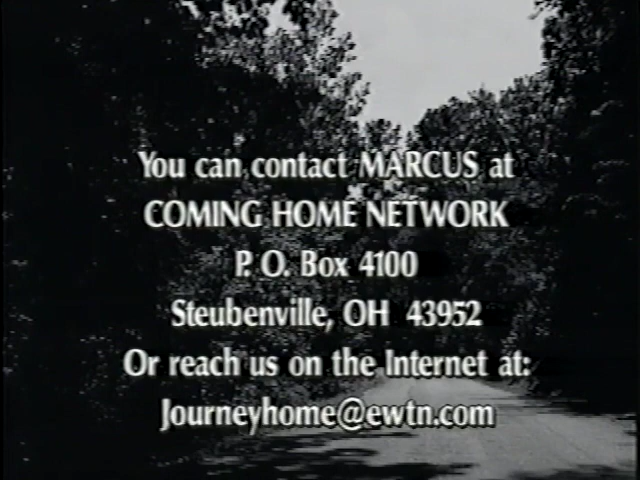 You can contact MARCUS at
COMING HOME NETWORK
P. O. Box 4100
Steubenville, OH 43952
Or reach us on the Internet at:
Journeyhome@ewtn.com